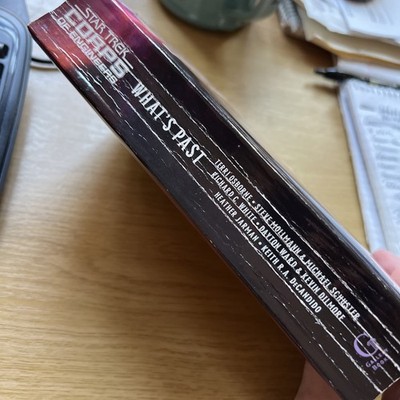 STAR TREK
CORPS
OF ENGINEERS
WHAT'S PAST
TERRI OSBORNE • STEVE MOLLMANN & MICHAEL SCHUSTER
RICHARD C. WHITE • DAYTON WARD & KEVIN DILMORE
HEATHER JARMAN • KEITH R.A. DeCANDIDO
G